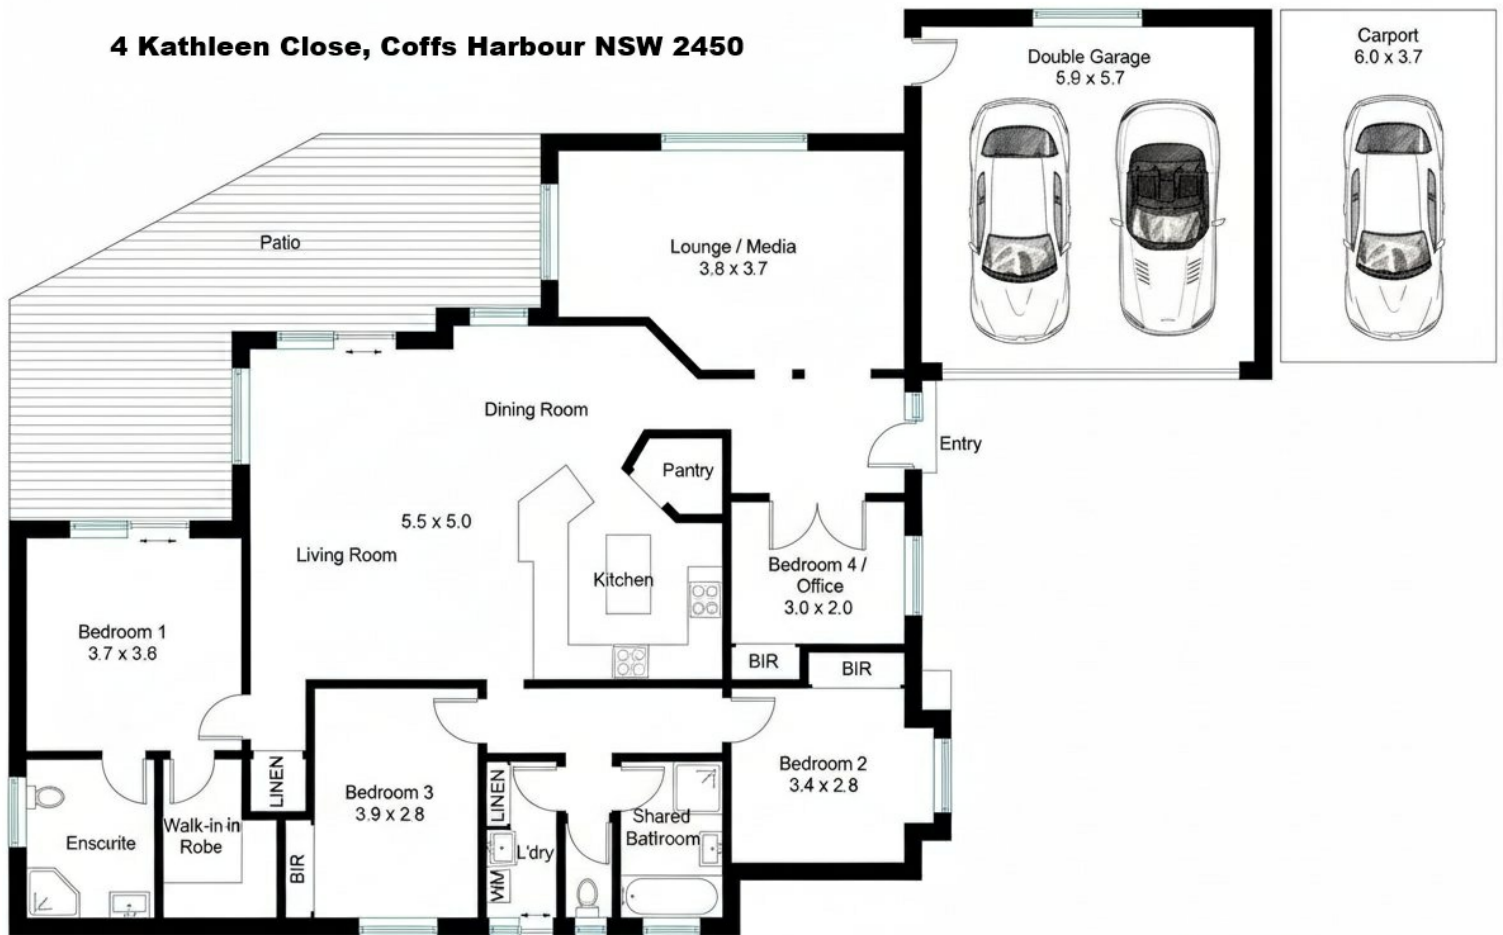 4 Kathleen Close, Coffs Harbour NSW 2450
Double Garage
5.9 x 5.7
Carport
6.0 x 3.7
Patio
Lounge / Media
3.8 x 3.7
Dining Room
Entry
Pantry
5.5 x 5.0
Living Room
Kitchen
Bedroom 4 /
Office
3.0 x 2.0
Bedroom 1
3.7 x 3.6
BIR
BIR
Bedroom 2
3.4 x 2.8
Bedroom 3
3.9 x 2.8
LINEN
LINEN
Shared
Batiroom
Walk-in in
Robe
Enscurite
BIR
L'dry
WM